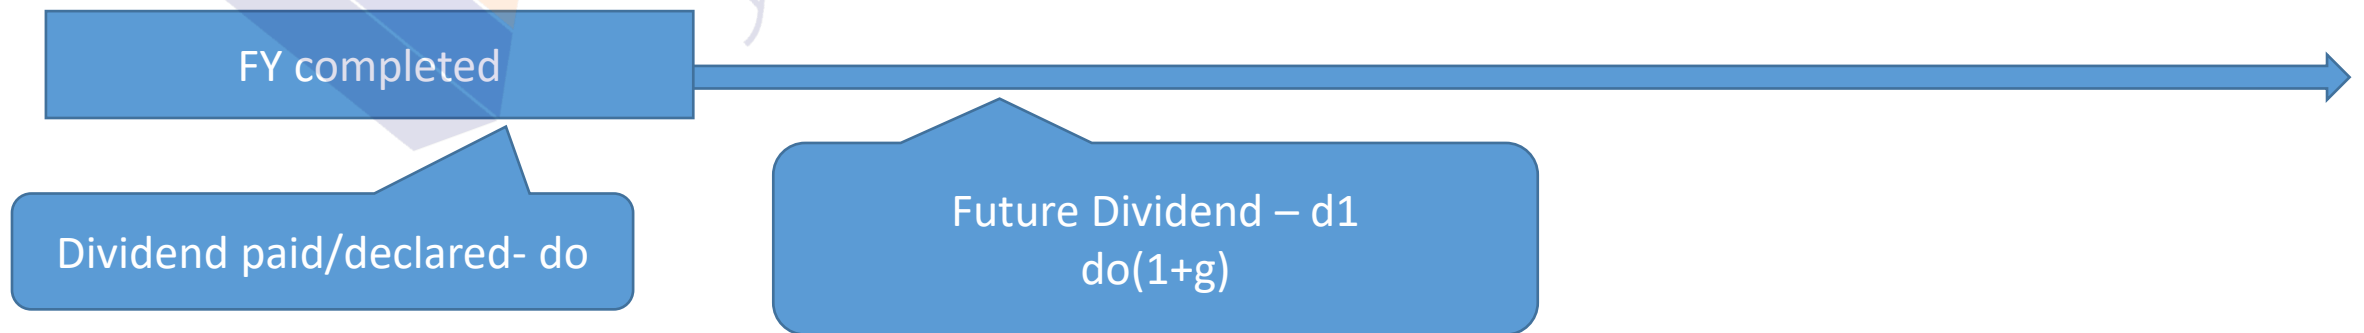 FY completed
Dividend paid/declared- do
Future Dividend – d1
do(1+g)